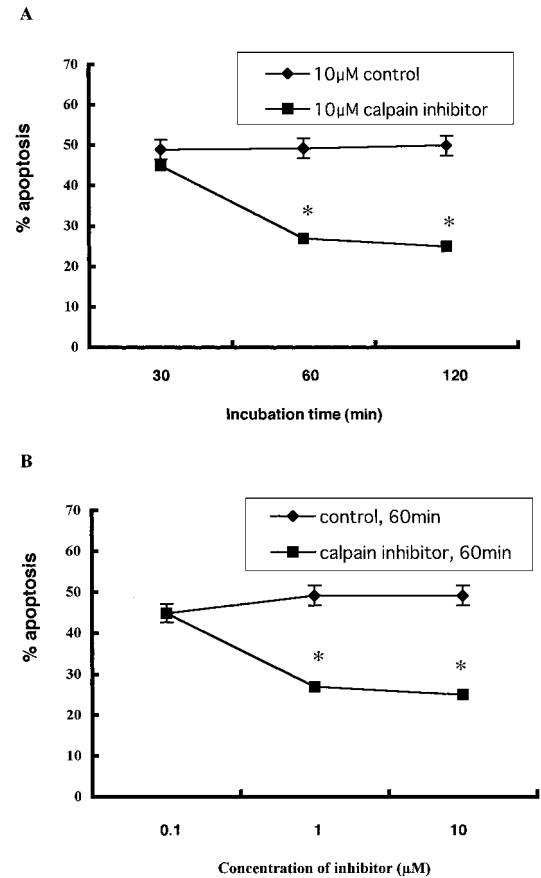 A
70
60
50
40
30
20
10
0
% apoptosis
10μM control
10μM calpain inhibitor
*
*
30 60 120
Incubation time (min)
B
70
60
50
40
30
20
10
0
% apoptosis
control, 60min
calpain inhibitor, 60min
*
*
0.1 1 10
Concentration of inhibitor (μM)